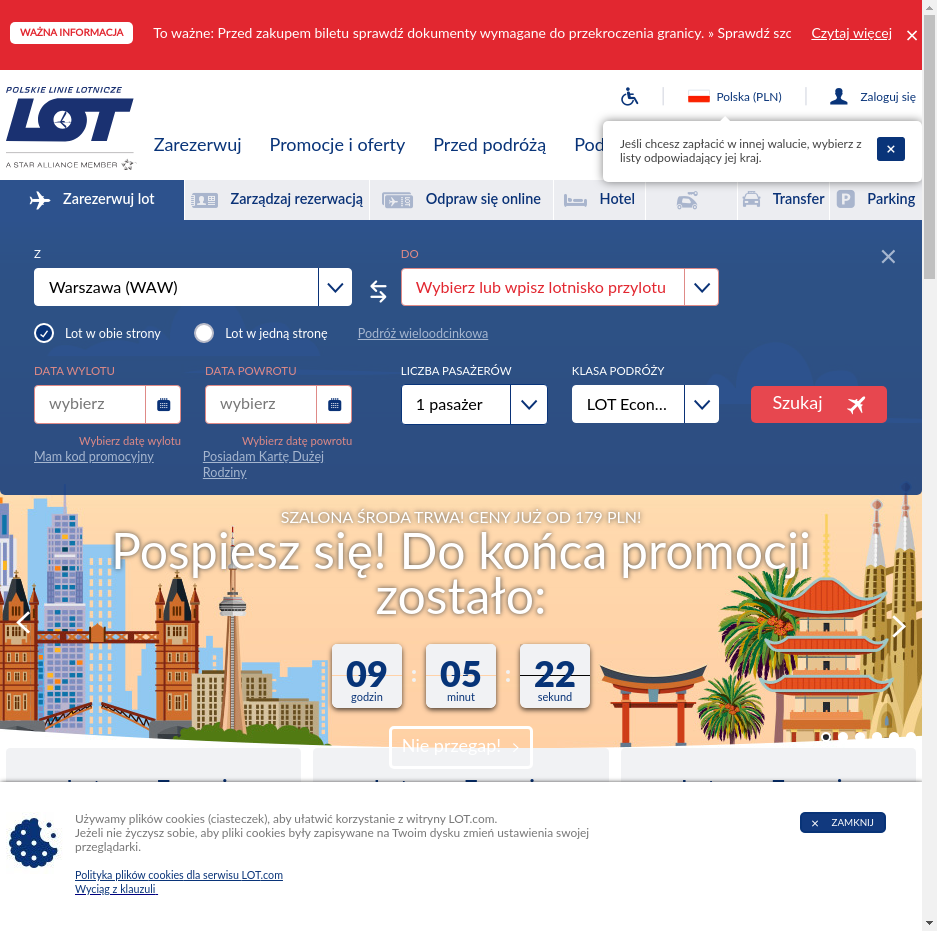 WAŻNA INFORMACJA
To ważne: Przed zakupem biletu sprawdź dokumenty wymagane do przekroczenia granicy. » Sprawdź szc
Czytaj więcej
POLSKIE LINIE LOTNICZE
LOT
A STAR ALLIANCE MEMBER
Polska (PLN)
Zaloguj się
Zarezerwuj
Promocje i oferty
Przed podróżą
Pod
Jeśli chcesz zapłacić w innej walucie, wybierz z
listy odpowiadający jej kraj.
Zarezerwuj lot
Zarządzaj rezerwacją
Odpraw się online
Hotel
Transfer
P
Parking
Z
DO
Warszawa (WAW)
Wybierz lub wpisz lotnisko przylotu
Lot w obie strony
Lot w jedną stronę
Podróż wieloodcinkowa
DATA WYLOTU
DATA POWROTU
LICZBA PASAŻERÓW
KLASA PODRÓŻY
wybierz
wybierz
1 pasażer
LOT Econ...
Szukaj
Wybierz datę wylotu
Wybierz datę powrotu
Mam kod promocyjny
Posiadam Kartę Dużej
Rodziny
SZALONA ŚRODA TRWA! CENY JUŻ OD 179 PLN!
Pospiesz się! Do końca promocji
zostało:
09 : 05 : 22
godzin
minut
sekund
Nie przegap!
Używamy plików cookies (ciasteczek), aby ułatwić korzystanie z witryny LOT.com.
Jeżeli nie życzysz sobie, aby pliki cookies były zapisywane na Twoim dysku zmień ustawienia swojej
przeglądarki.
ZAMKNIJ
Polityka plików cookies dla serwisu LOT.com
Wyciąg z klauzuli